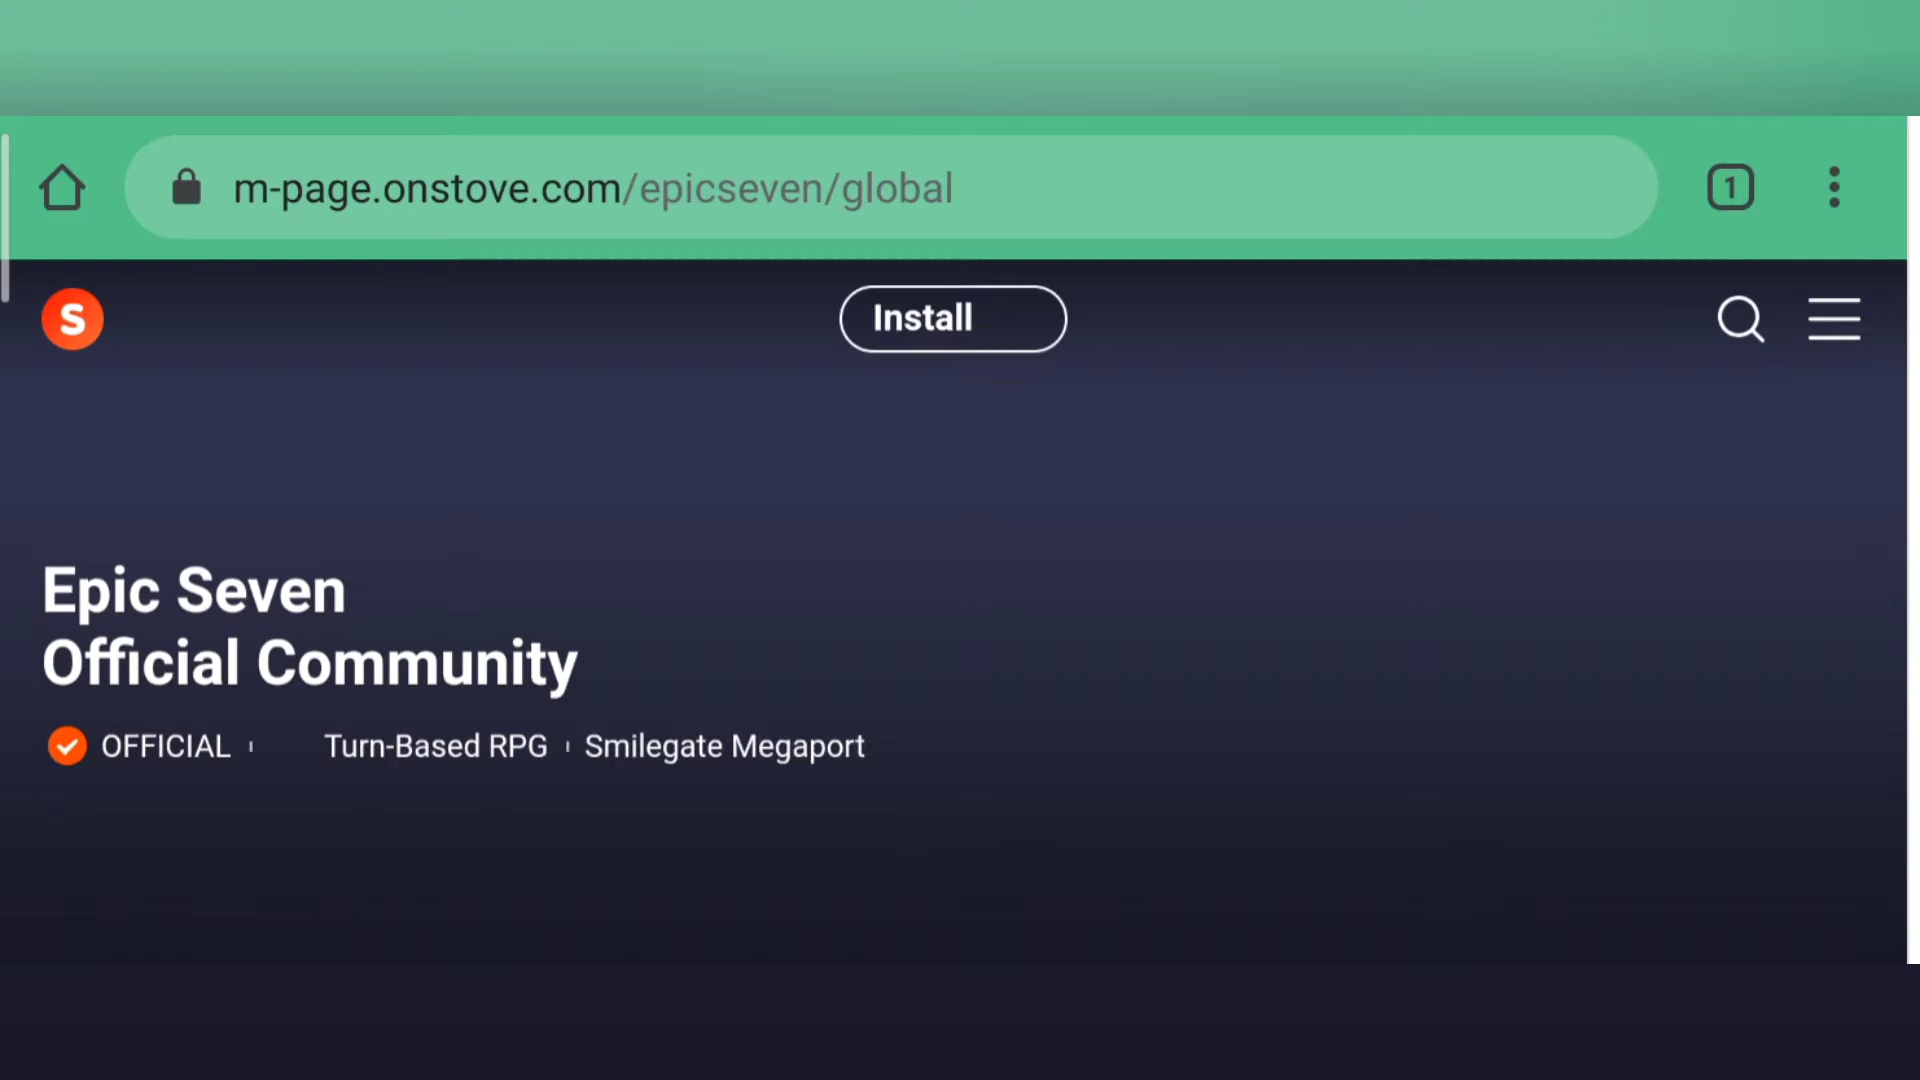 m-page.onstove.com/epicseven/global
1
S
Install
Epic Seven
Official Community
OFFICIAL
Turn-Based RPG
Smilegate Megaport